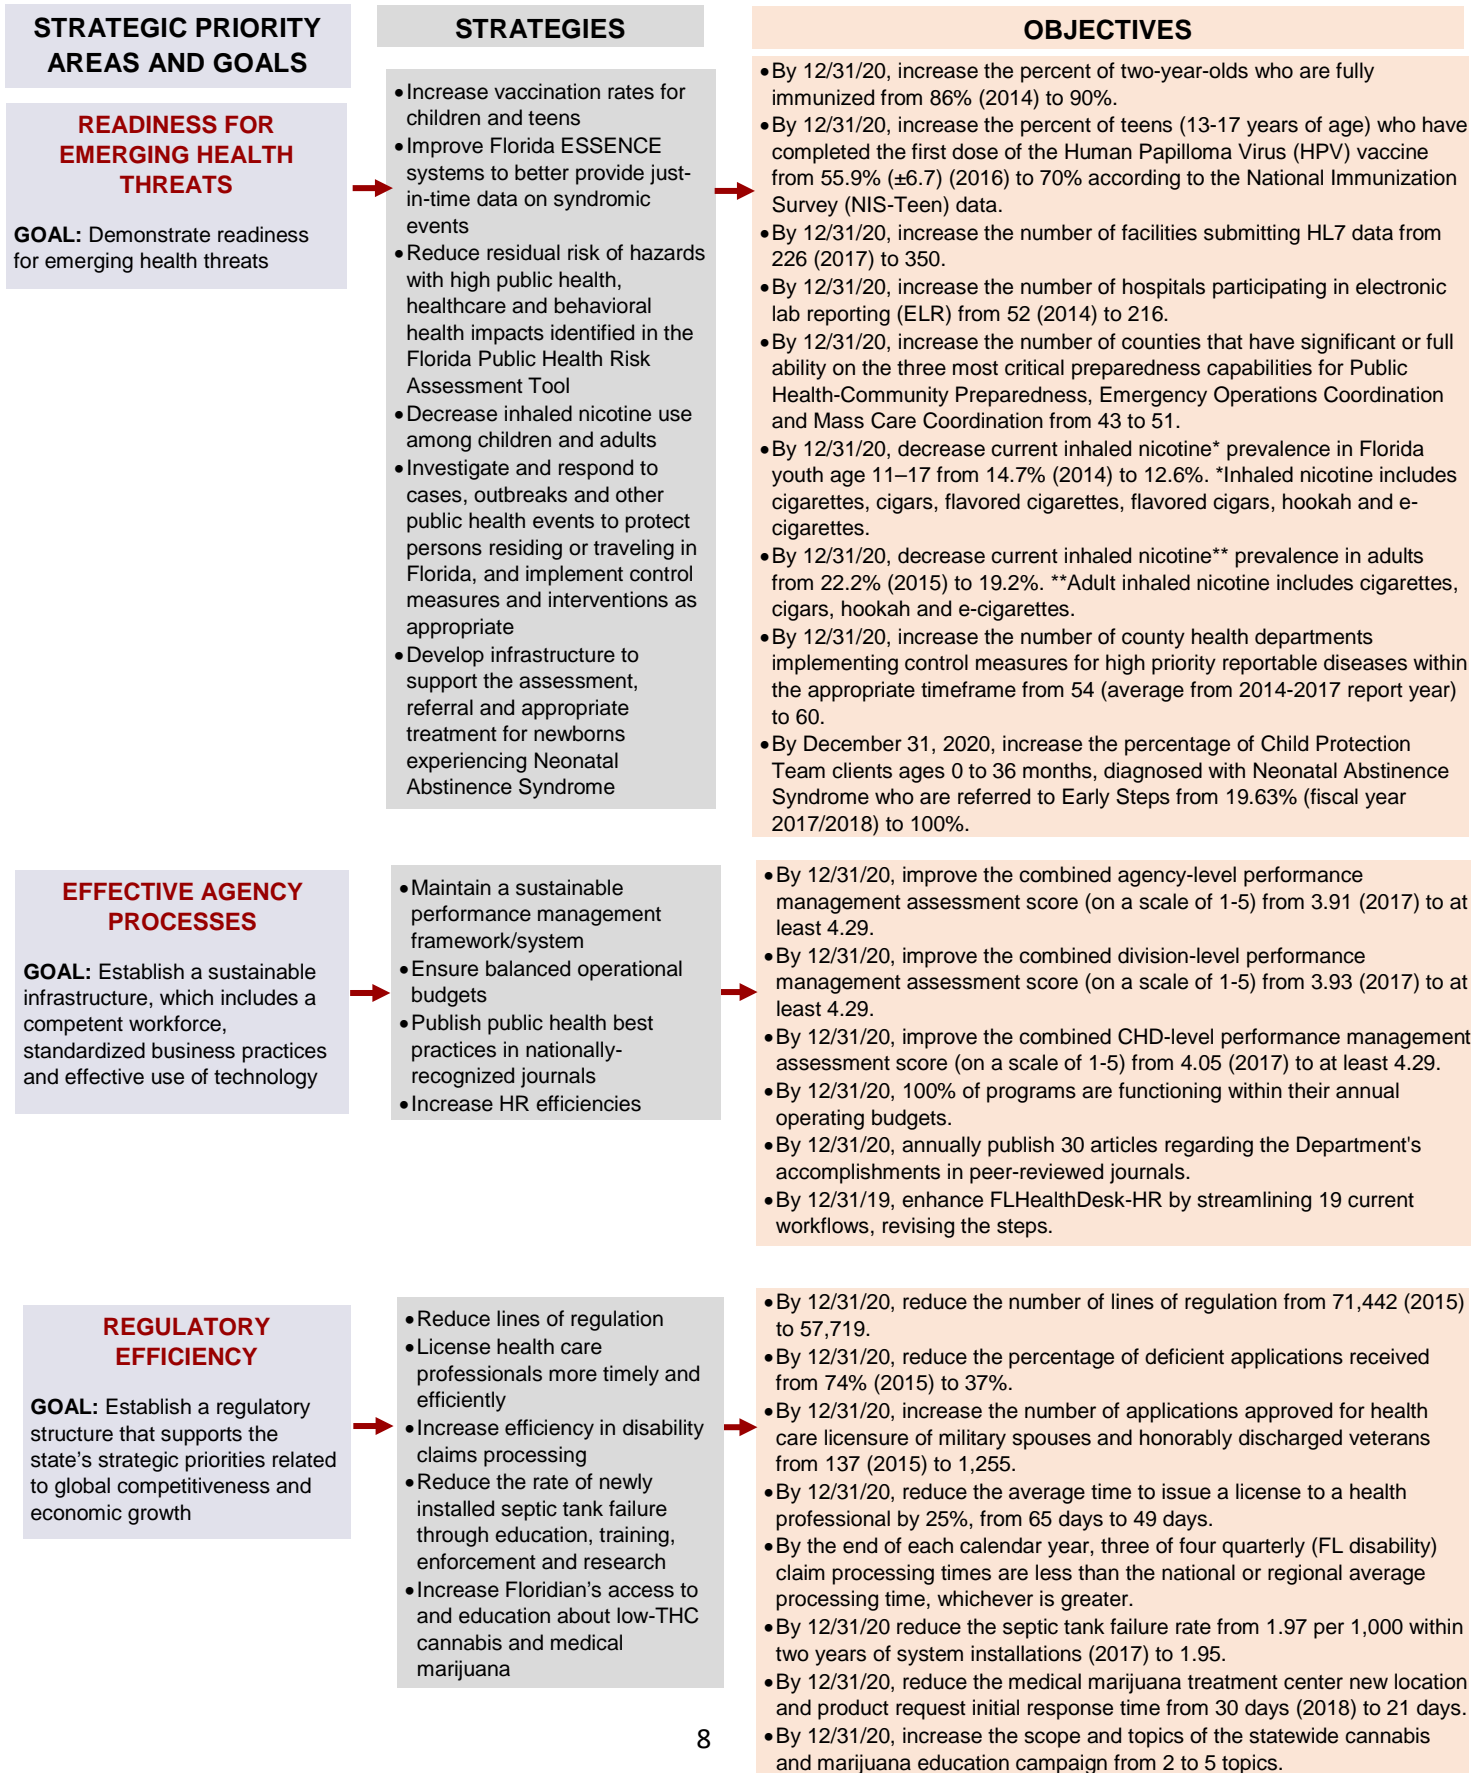 STRATEGIC PRIORITY
AREAS AND GOALS
STRATEGIES
OBJECTIVES
READINESS FOR
EMERGING HEALTH
THREATS
GOAL: Demonstrate readiness
for emerging health threats
•Increase vaccination rates for
children and teens
•Improve Florida ESSENCE
systems to better provide just-
in-time data on syndromic
events
•Reduce residual risk of hazards
with high public health,
healthcare and behavioral
health impacts identified in the
Florida Public Health Risk
Assessment Tool
•Decrease inhaled nicotine use
among children and adults
•Investigate and respond to
cases, outbreaks and other
public health events to protect
persons residing or traveling in
Florida, and implement control
measures and interventions as
appropriate
•Develop infrastructure to
support the assessment,
referral and appropriate
treatment for newborns
experiencing Neonatal
Abstinence Syndrome
•By 12/31/20, increase the percent of two-year-olds who are fully
immunized from 86% (2014) to 90%.
•By 12/31/20, increase the percent of teens (13-17 years of age) who have
completed the first dose of the Human Papilloma Virus (HPV) vaccine
from 55.9% (±6.7) (2016) to 70% according to the National Immunization
Survey (NIS-Teen) data.
•By 12/31/20, increase the number of facilities submitting HL7 data from
226 (2017) to 350.
•By 12/31/20, increase the number of hospitals participating in electronic
lab reporting (ELR) from 52 (2014) to 216.
•By 12/31/20, increase the number of counties that have significant or full
ability on the three most critical preparedness capabilities for Public
Health-Community Preparedness, Emergency Operations Coordination
and Mass Care Coordination from 43 to 51.
•By 12/31/20, decrease current inhaled nicotine* prevalence in Florida
youth age 11–17 from 14.7% (2014) to 12.6%. *Inhaled nicotine includes
cigarettes, cigars, flavored cigarettes, flavored cigars, hookah and e-
cigarettes.
•By 12/31/20, decrease current inhaled nicotine** prevalence in adults
from 22.2% (2015) to 19.2%. **Adult inhaled nicotine includes cigarettes,
cigars, hookah and e-cigarettes.
•By 12/31/20, increase the number of county health departments
implementing control measures for high priority reportable diseases within
the appropriate timeframe from 54 (average from 2014-2017 report year)
to 60.
•By December 31, 2020, increase the percentage of Child Protection
Team clients ages 0 to 36 months, diagnosed with Neonatal Abstinence
Syndrome who are referred to Early Steps from 19.63% (fiscal year
2017/2018) to 100%.
EFFECTIVE AGENCY
PROCESSES
GOAL: Establish a sustainable
infrastructure, which includes a
competent workforce,
standardized business practices
and effective use of technology
•Maintain a sustainable
performance management
framework/system
•Ensure balanced operational
budgets
•Publish public health best
practices in nationally-
recognized journals
•Increase HR efficiencies
•By 12/31/20, improve the combined agency-level performance
management assessment score (on a scale of 1-5) from 3.91 (2017) to at
least 4.29.
•By 12/31/20, improve the combined division-level performance
management assessment score (on a scale of 1-5) from 3.93 (2017) to at
least 4.29.
•By 12/31/20, improve the combined CHD-level performance management
assessment score (on a scale of 1-5) from 4.05 (2017) to at least 4.29.
•By 12/31/20, 100% of programs are functioning within their annual
operating budgets.
•By 12/31/20, annually publish 30 articles regarding the Department's
accomplishments in peer-reviewed journals.
•By 12/31/19, enhance FLHealthDesk-HR by streamlining 19 current
workflows, revising the steps.
REGULATORY
EFFICIENCY
GOAL: Establish a regulatory
structure that supports the
state’s strategic priorities related
to global competitiveness and
economic growth
•Reduce lines of regulation
•License health care
professionals more timely and
efficiently
•Increase efficiency in disability
claims processing
•Reduce the rate of newly
installed septic tank failure
through education, training,
enforcement and research
•Increase Floridian’s access to
and education about low-THC
cannabis and medical
marijuana
•By 12/31/20, reduce the number of lines of regulation from 71,442 (2015)
to 57,719.
•By 12/31/20, reduce the percentage of deficient applications received
from 74% (2015) to 37%.
•By 12/31/20, increase the number of applications approved for health
care licensure of military spouses and honorably discharged veterans
from 137 (2015) to 1,255.
•By 12/31/20, reduce the average time to issue a license to a health
professional by 25%, from 65 days to 49 days.
•By the end of each calendar year, three of four quarterly (FL disability)
claim processing times are less than the national or regional average
processing time, whichever is greater.
•By 12/31/20 reduce the septic tank failure rate from 1.97 per 1,000 within
two years of system installations (2017) to 1.95.
•By 12/31/20, reduce the medical marijuana treatment center new location
and product request initial response time from 30 days (2018) to 21 days.
•By 12/31/20, increase the scope and topics of the statewide cannabis
and marijuana education campaign from 2 to 5 topics.
8